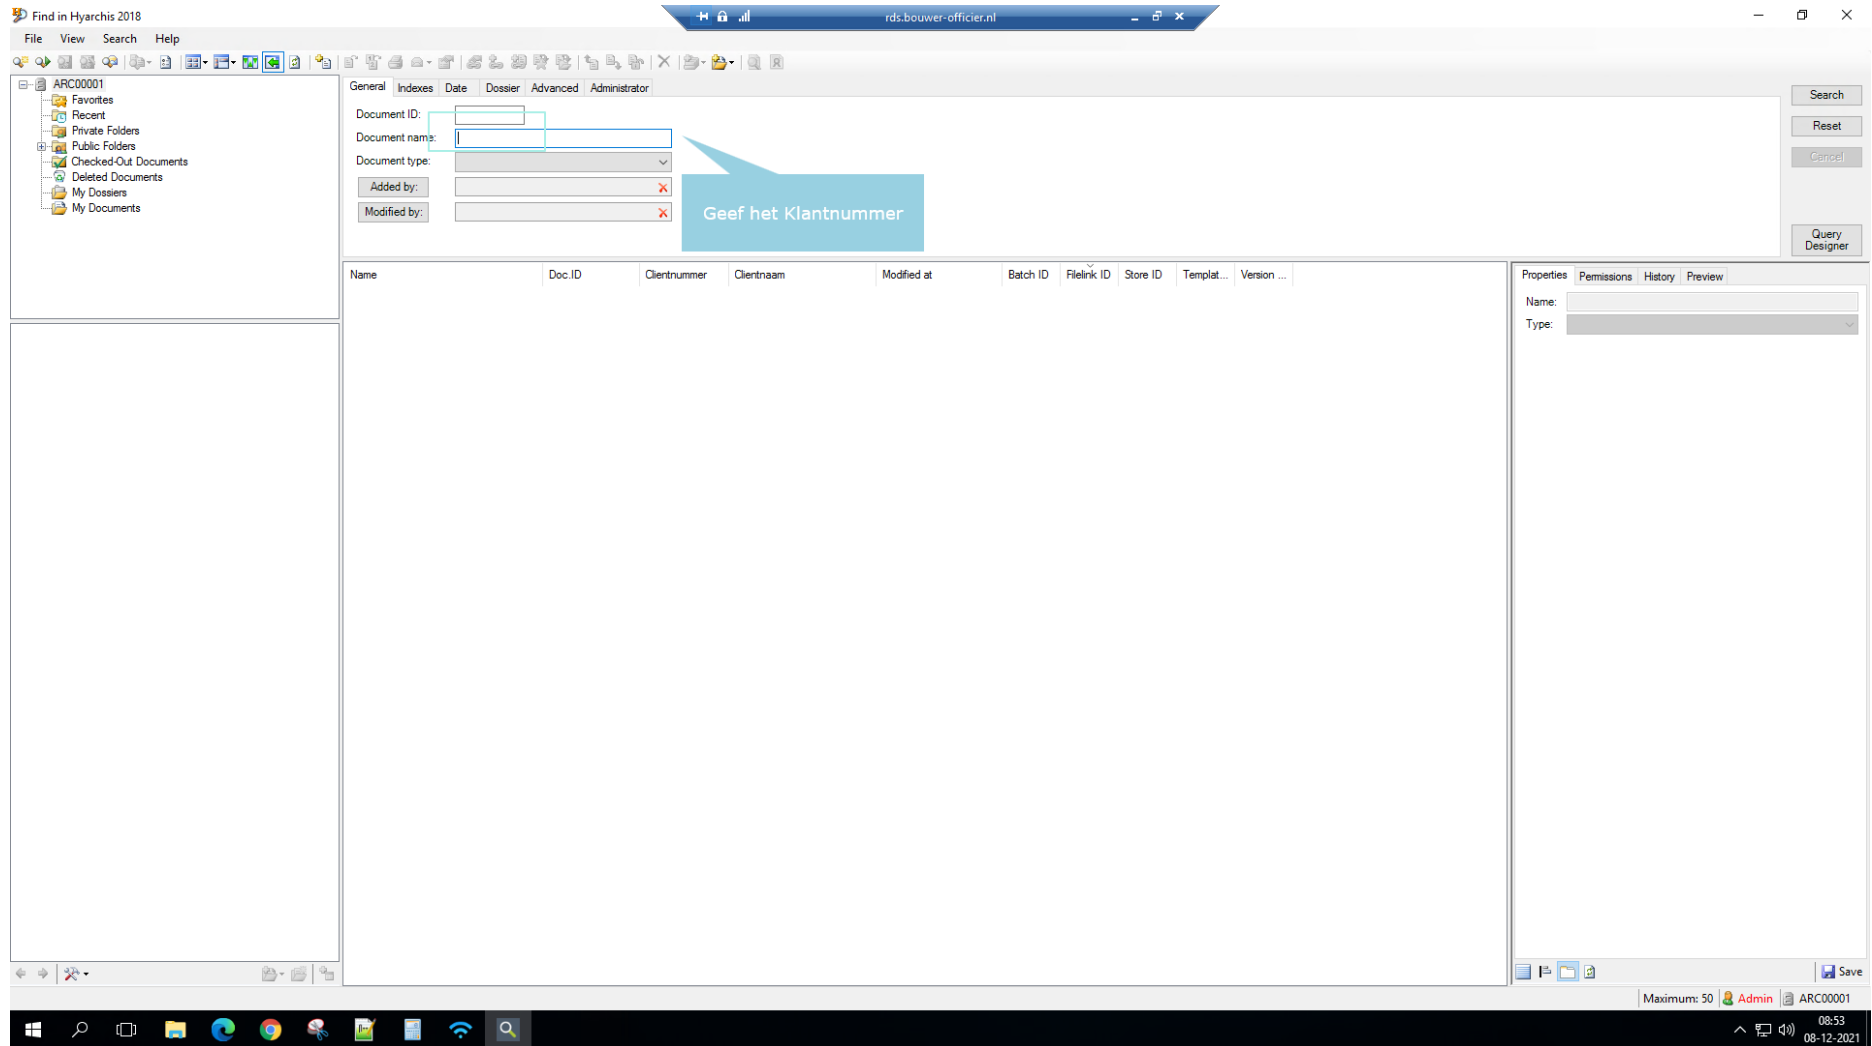 Find in Hyarchis 2018
rds.bouwer-officier.nl
File View Search Help
ARC00001
Favorites
Recent
Private Folders
Public Folders
Checked-Out Documents
Deleted Documents
My Dossiers
My Documents
General Indexes Date Dossier Advanced Administrator
Document ID:
Document name:
Document type:
Added by:
Modified by:
Geef het Klantnummer
Search
Reset
Cancel
Query
Designer
Name Doc.ID Clientnummer Clientnaam Modified at Batch ID Filelink ID Store ID Templat... Version ...
Properties Permissions History Preview
Name:
Type:
Save
Maximum: 50 Admin ARC00001
08:53
08-12-2021